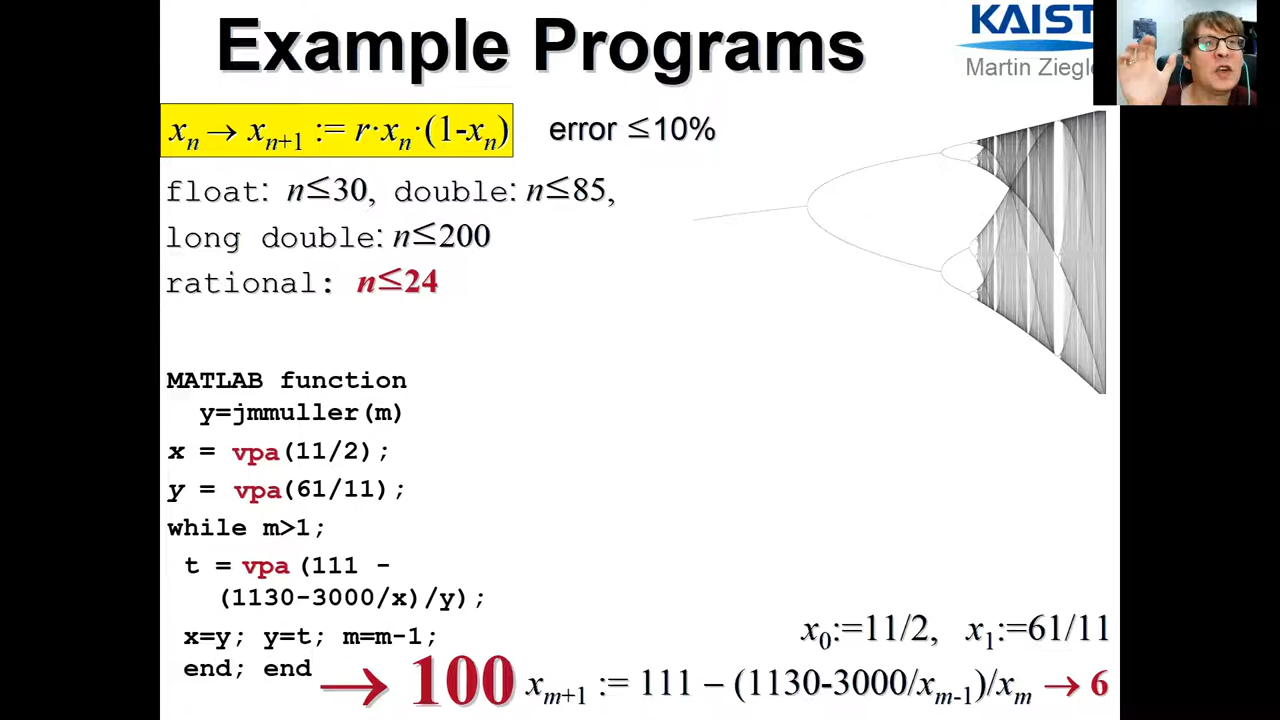 Example Programs
KAIST
Martin Ziegl
xn → xn+1 := r·xn·(1-xn) error ≤10%
float: n≤30, double: n≤85,
long double: n≤200
rational: n≤24
MATLAB function
y=jmmuller(m)
x = vpa(11/2);
y = vpa(61/11);
while m>1;
t = vpa (111 -
(1130-3000/x)/y);
x=y; y=t; m=m-1;
end; end
→ 100
x0:=11/2, x1:=61/11
xm+1 := 111 – (1130-3000/xm-1)/xm → 6